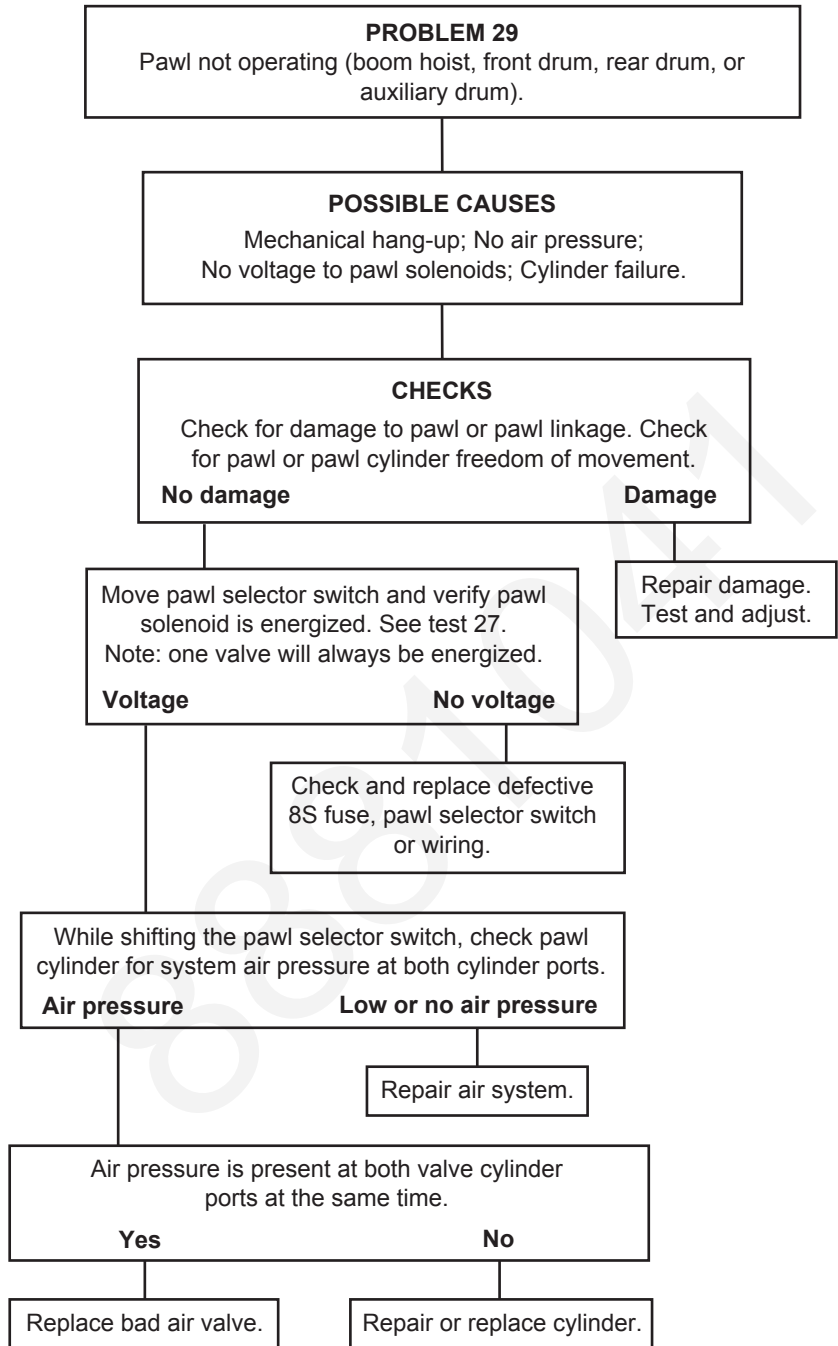 PROBLEM 29
Pawl not operating (boom hoist, front drum, rear drum, or
auxiliary drum).
POSSIBLE CAUSES
Mechanical hang-up; No air pressure;
No voltage to pawl solenoids; Cylinder failure.
CHECKS
Check for damage to pawl or pawl linkage. Check
for pawl or pawl cylinder freedom of movement.
No damage Damage
Repair damage.
Test and adjust.
Move pawl selector switch and verify pawl
solenoid is energized. See test 27.
Note: one valve will always be energized.
Voltage No voltage
Check and replace defective
8S fuse, pawl selector switch
or wiring.
While shifting the pawl selector switch, check pawl
cylinder for system air pressure at both cylinder ports.
Air pressure Low or no air pressure
Repair air system.
Air pressure is present at both valve cylinder
ports at the same time.
Yes No
Replace bad air valve. Repair or replace cylinder.
8881041